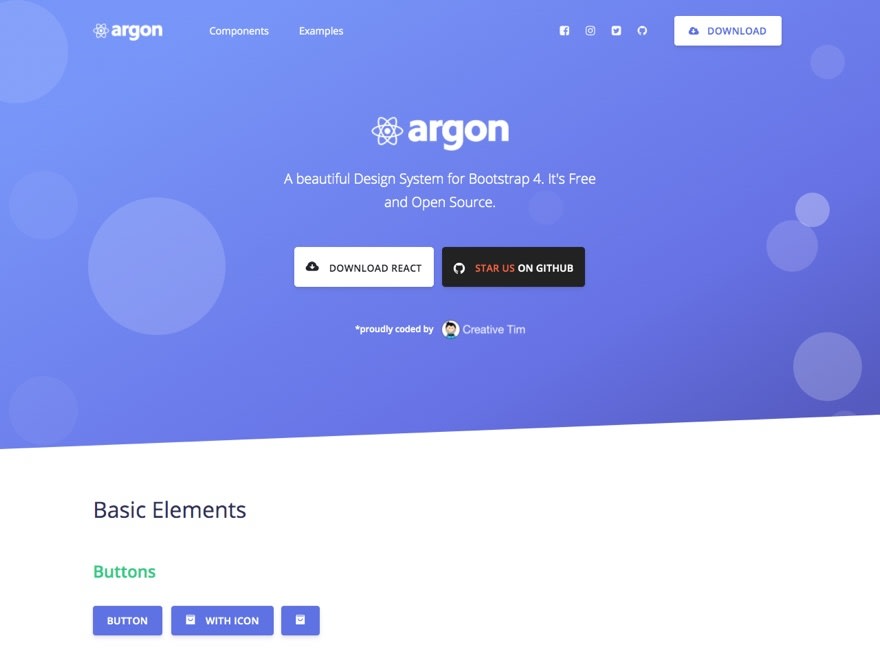 argon
Components
Examples
DOWNLOAD
argon
A beautiful Design System for Bootstrap 4. It's Free
and Open Source.
DOWNLOAD REACT
STAR US ON GITHUB
*proudly coded by
Creative Tim
Basic Elements
Buttons
BUTTON
WITH ICON